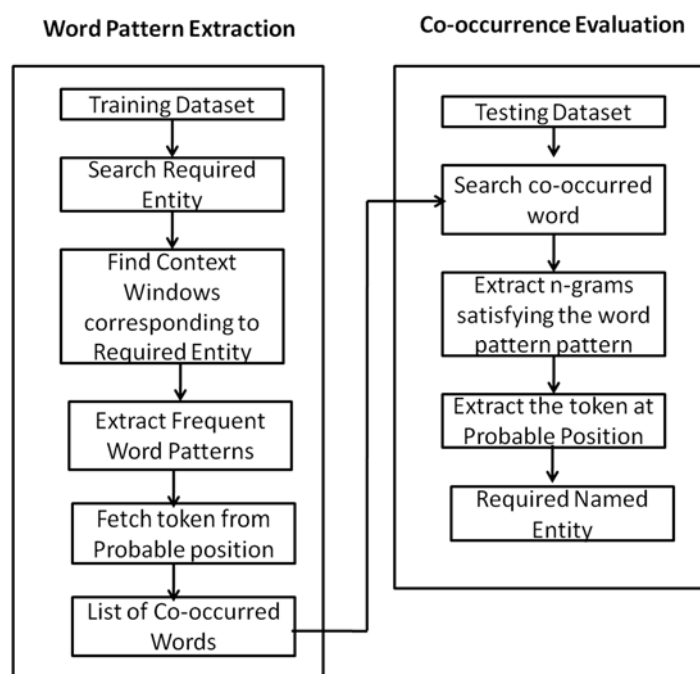 Word Pattern Extraction
Training Dataset
Search Required
Entity
Find Context
Windows
corresponding to
Required Entity
Extract Frequent
Word Patterns
Fetch token from
Probable position
List of Co-occurred
Words
Co-occurrence Evaluation
Testing Dataset
Search co-occurred
word
Extract n-grams
satisfying the word
pattern pattern
Extract the token at
Probable Position
Required Named
Entity